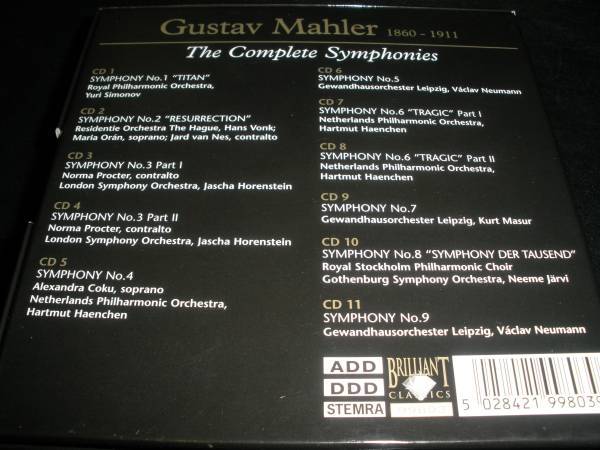 Gustav Mahler 1860 - 1911
The Complete Symphonies
CD 1
SYMPHONY No.1 "TITAN"
Royal Philharmonic Orchestra,
Yuri Simonov
CD 2
SYMPHONY No.2 "RESURRECTION"
Residentie Orchestra The Hague, Hans Vonk;
Maria Orán, soprano; Jard van Nes, contralto
CD 3
SYMPHONY No.3 Part I
Norma Procter, contralto
London Symphony Orchestra, Jascha Horenstein
CD 4
SYMPHONY No.3 Part II
Norma Procter, contralto
London Symphony Orchestra, Jascha Horenstein
CD 5
SYMPHONY No.4
Alexandra Coku, soprano
Netherlands Philharmonic Orchestra,
Hartmut Haenchen
CD 6
SYMPHONY No.5
Gewandhausorchester Leipzig, Václav Neumann
CD 7
SYMPHONY No.6 "TRAGIC" Part I
Netherlands Philharmonic Orchestra,
Hartmut Haenchen
CD 8
SYMPHONY No.6 "TRAGIC" Part II
Netherlands Philharmonic Orchestra,
Hartmut Haenchen
CD 9
SYMPHONY No.7
Gewandhausorchester Leipzig, Kurt Masur
CD 10
SYMPHONY No.8 "SYMPHONY DER TAUSEND"
Royal Stockholm Philharmonic Choir
Gothenburg Symphony Orchestra, Neeme Järvi
CD 11
SYMPHONY No.9
Gewandhausorchester Leipzig, Václav Neumann
ADD
DDD
STEMRA
BRILLIANT
CLASSICS
5 028421 998039